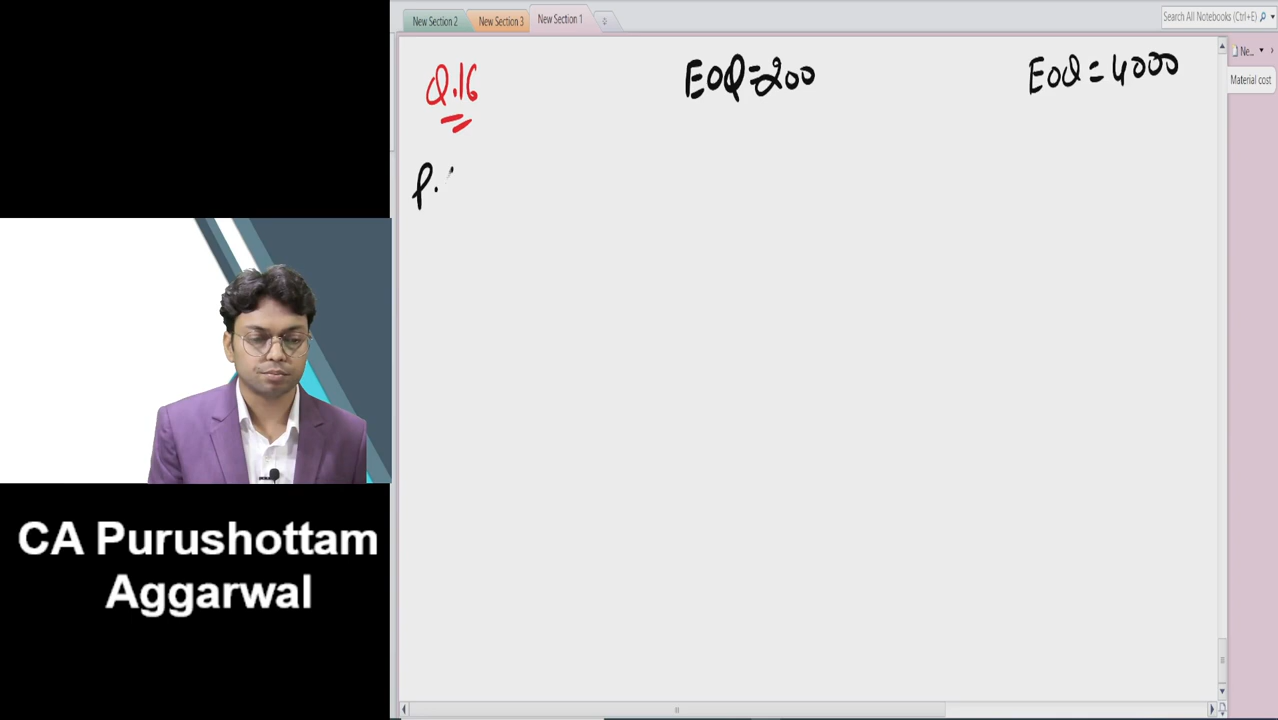 New Section 2
New Section 3
New Section 1
Search All Notebooks (Ctrl+E)
Ne...
Material cost
Q.16
EOQ=200
EOQ=4000
P.
CA Purushottam
Aggarwal